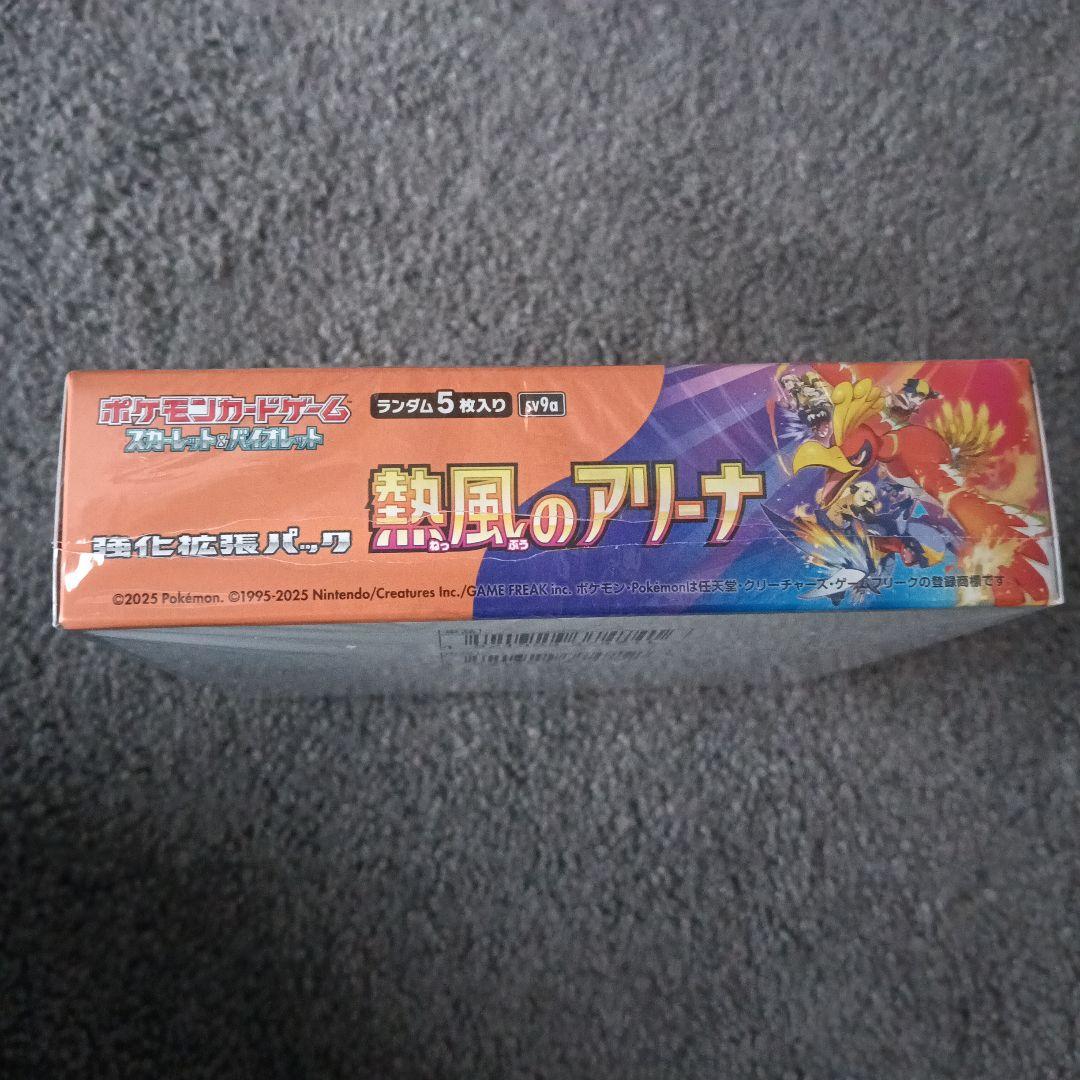 ポケモンカードゲーム
スカーレット&バイオレット
ランダム5枚入り sv9a
強化拡張パック
熱風のアリーナ
ねっ ぷう
©2025 Pokémon. ©1995-2025 Nintendo/Creatures Inc./GAME FREAK inc. ポケモン・Pokémonは任天堂・クリーチャーズ・ゲームフリークの登録商標です。